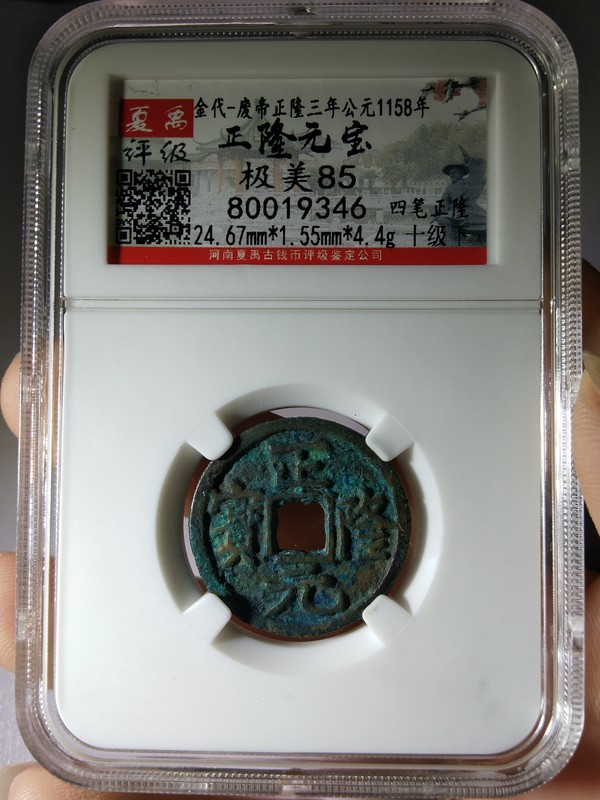 夏禹
评级
金代-废帝正隆三年公元1158年
正隆元宝
极美85
80019346 四笔正隆
24.67mm*1.55mm*4.4g 十级下
河南夏禹古钱币评级鉴定公司
正
隆
元
寳